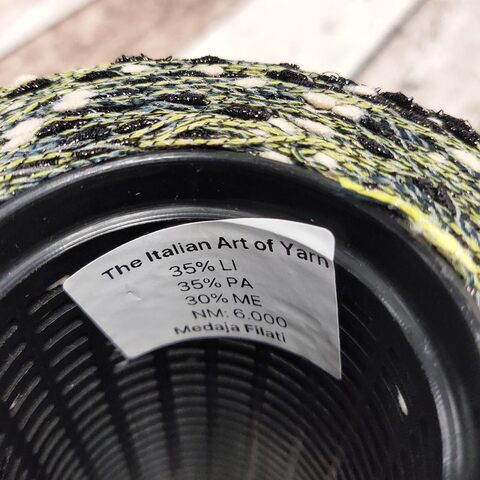 The Italian Art of Yarn
35% LI
35% PA
30% ME
NM: 6,000
Medaja Filati